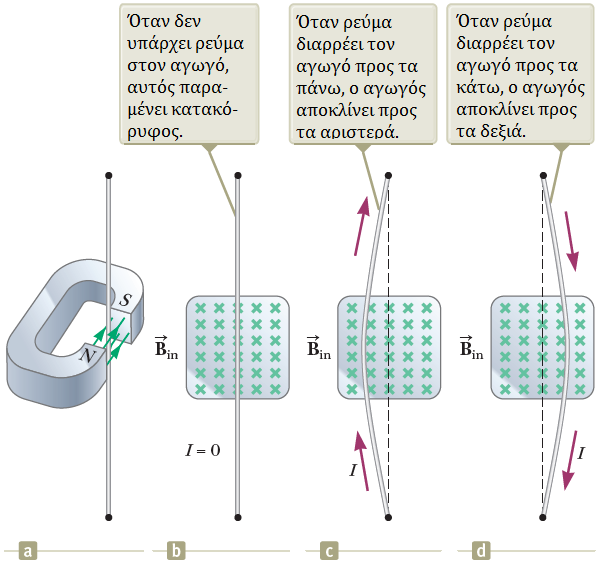 Όταν δεν
υπάρχει ρεύμα
στον αγωγό,
αυτός παρα-
μένει κατακό-
ρυφος.
Όταν ρεύμα
διαρρέει τον
αγωγό προς τα
πάνω, ο αγωγός
αποκλίνει προς
τα αριστερά.
Όταν ρεύμα
διαρρέει τον
αγωγό προς τα
κάτω, ο αγωγός
αποκλίνει προς
τα δεξιά.
S
N
B⃗in
B⃗in
B⃗in
I = 0
I
I
a
b
c
d